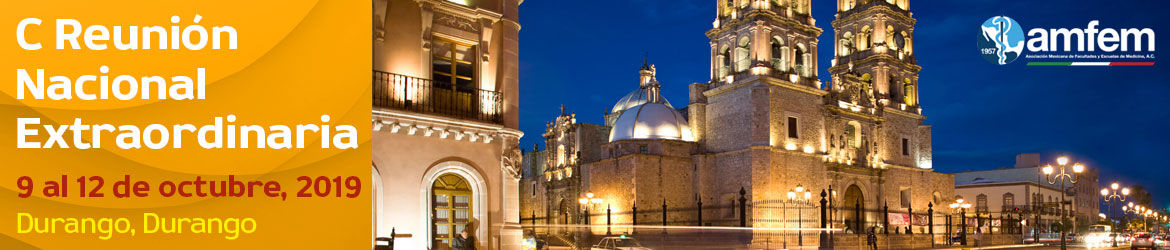 C Reunión
Nacional
Extraordinaria
9 al 12 de octubre, 2019
Durango, Durango
1957
amfem
Asociación Mexicana de Facultades y Escuelas de Medicina, A.C.